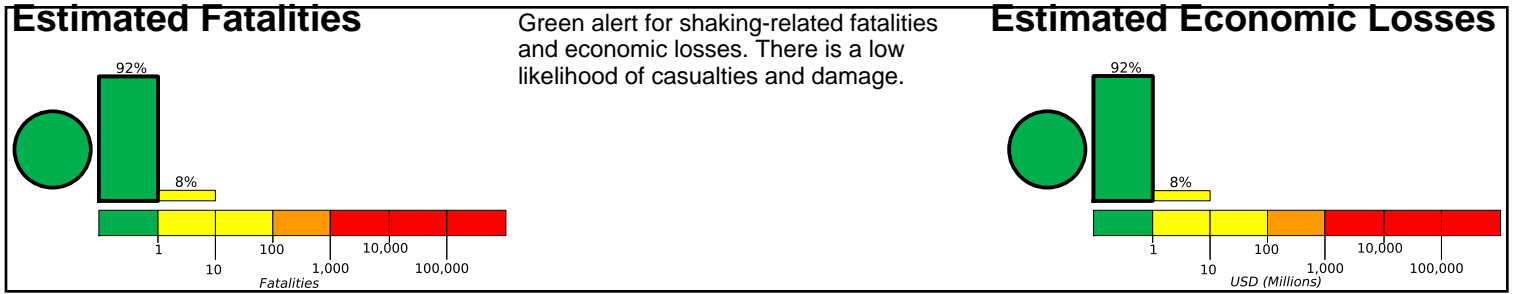 Estimated Fatalities
92%
8%
1
10
100
1,000
10,000
100,000
Fatalities
Green alert for shaking-related fatalities
and economic losses. There is a low
likelihood of casualties and damage.
Estimated Economic Losses
92%
8%
1
10
100
1,000
10,000
100,000
USD (Millions)